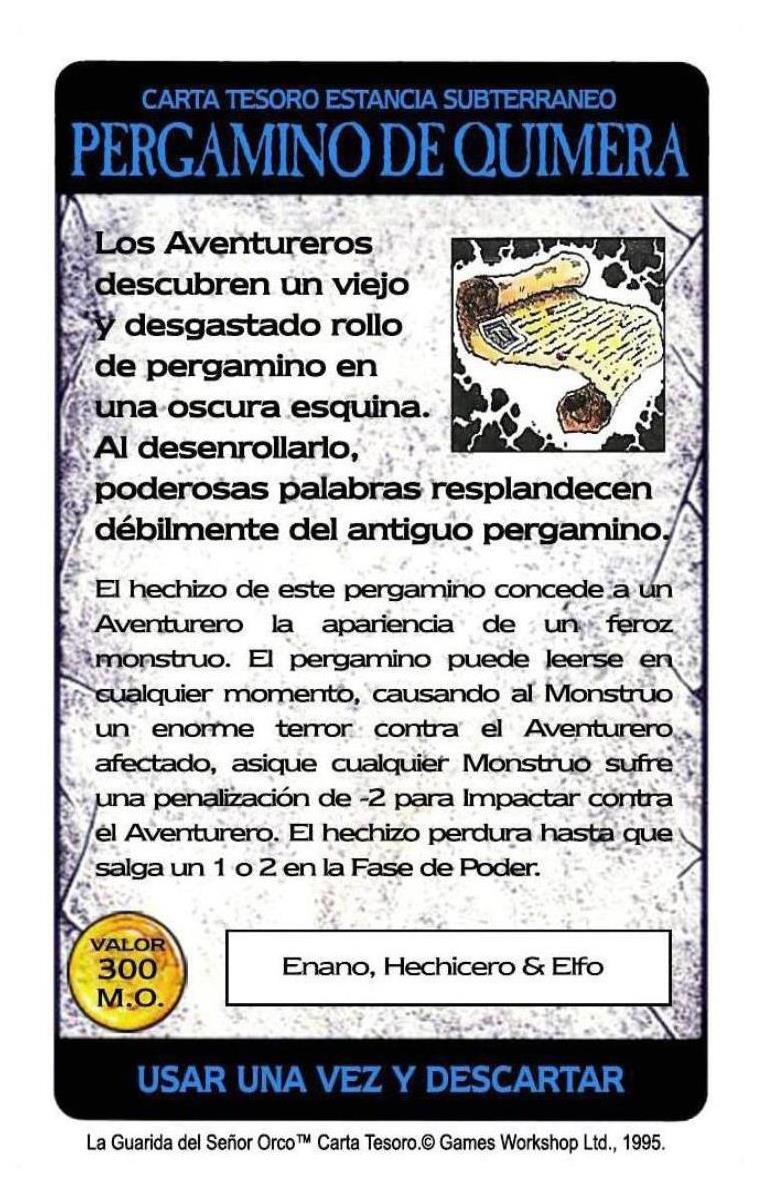 CARTA TESORO ESTANCIA SUBTERRANEO
PERGAMINO DE QUIMERA
Los Aventureros
descubren un viejo
y desgastado rollo
de pergamino en
una oscura esquina.
Al desenrollarlo,
poderosas palabras resplandecen
débilmente del antiguo pergamino.
El hechizo de este pergamino concede a un
Aventurero la apariencia de un feroz
monstruo. El pergamino puede leerse en
cualquier momento, causando al Monstruo
un enorme terror contra el Aventurero
afectado, asique cualquier Monstruo sufre
una penalización de -2 para Impactar contra
el Aventurero. El hechizo perdura hasta que
salga un 1 o 2 en la Fase de Poder.
VALOR
300
M.O.
Enano, Hechicero & Elfo
USAR UNA VEZ Y DESCARTAR
La Guarida del Señor Orco™ Carta Tesoro.© Games Workshop Ltd., 1995.